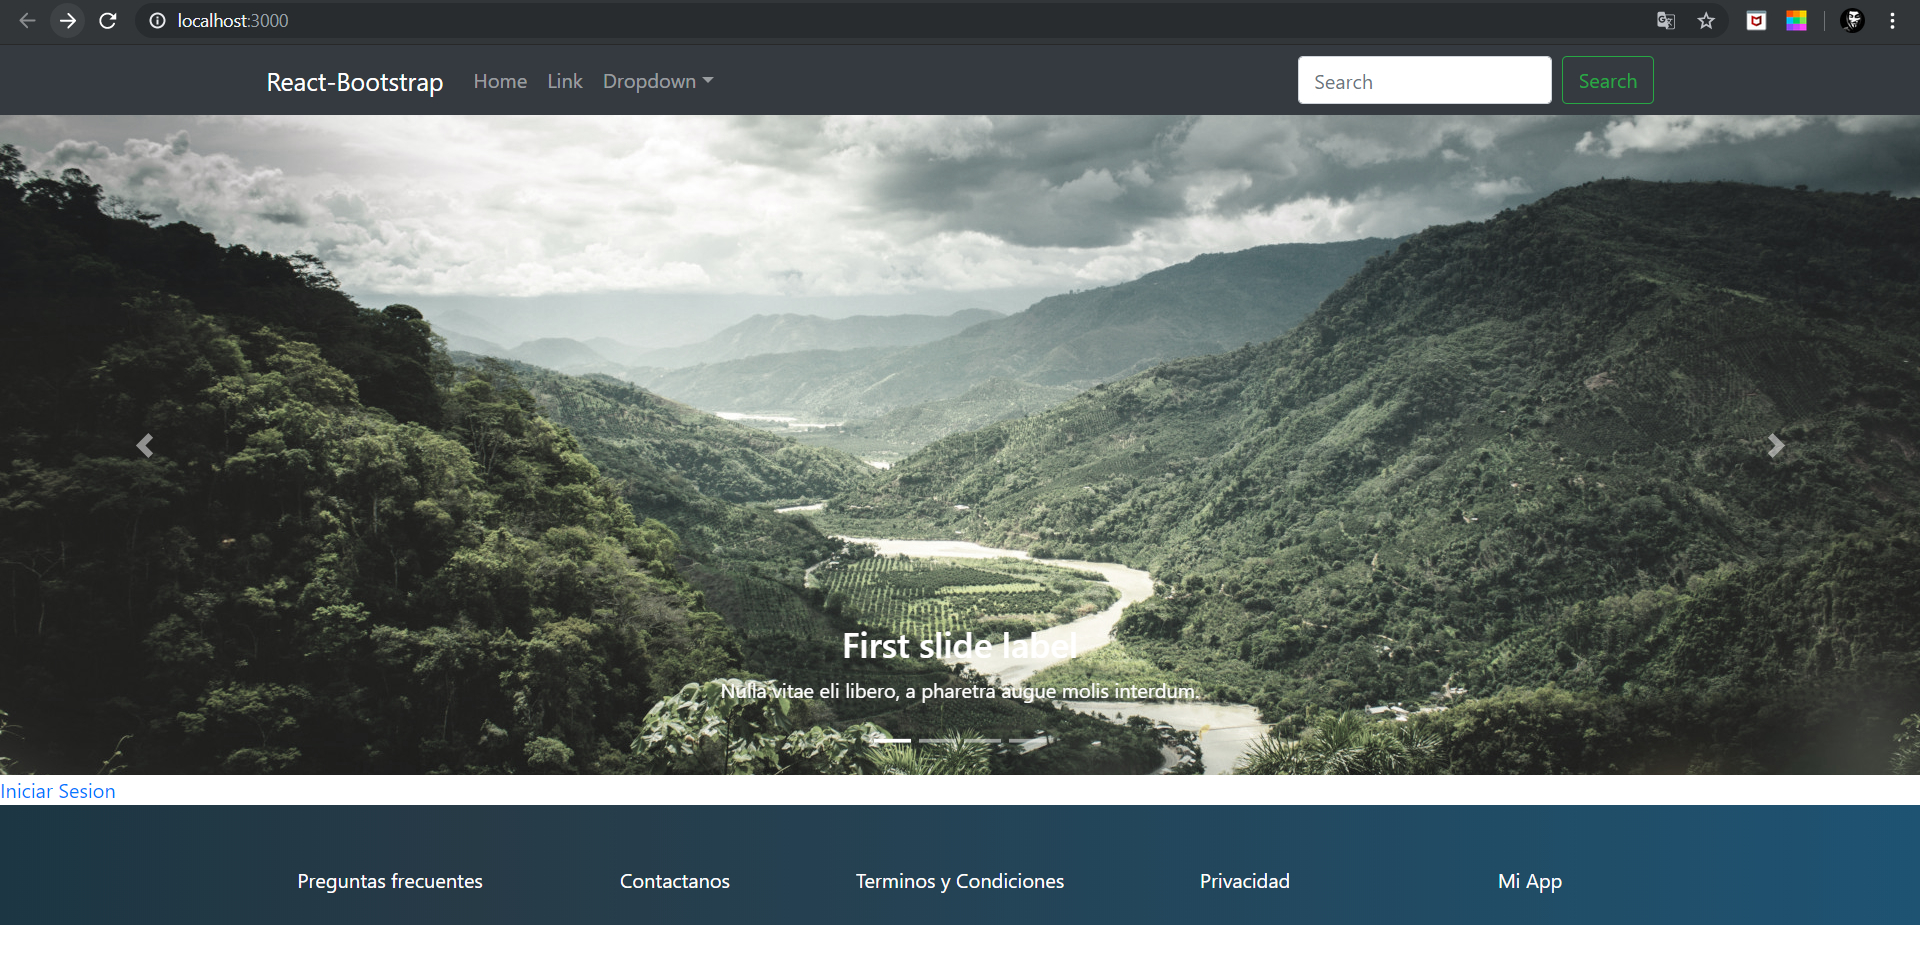 localhost:3000
React-Bootstrap Home Link Dropdown Search Search
First slide label
Nulla vitae eli libero, a pharetra augue molis interdum.
Iniciar Sesion
Preguntas frecuentes Contactanos Terminos y Condiciones Privacidad Mi App